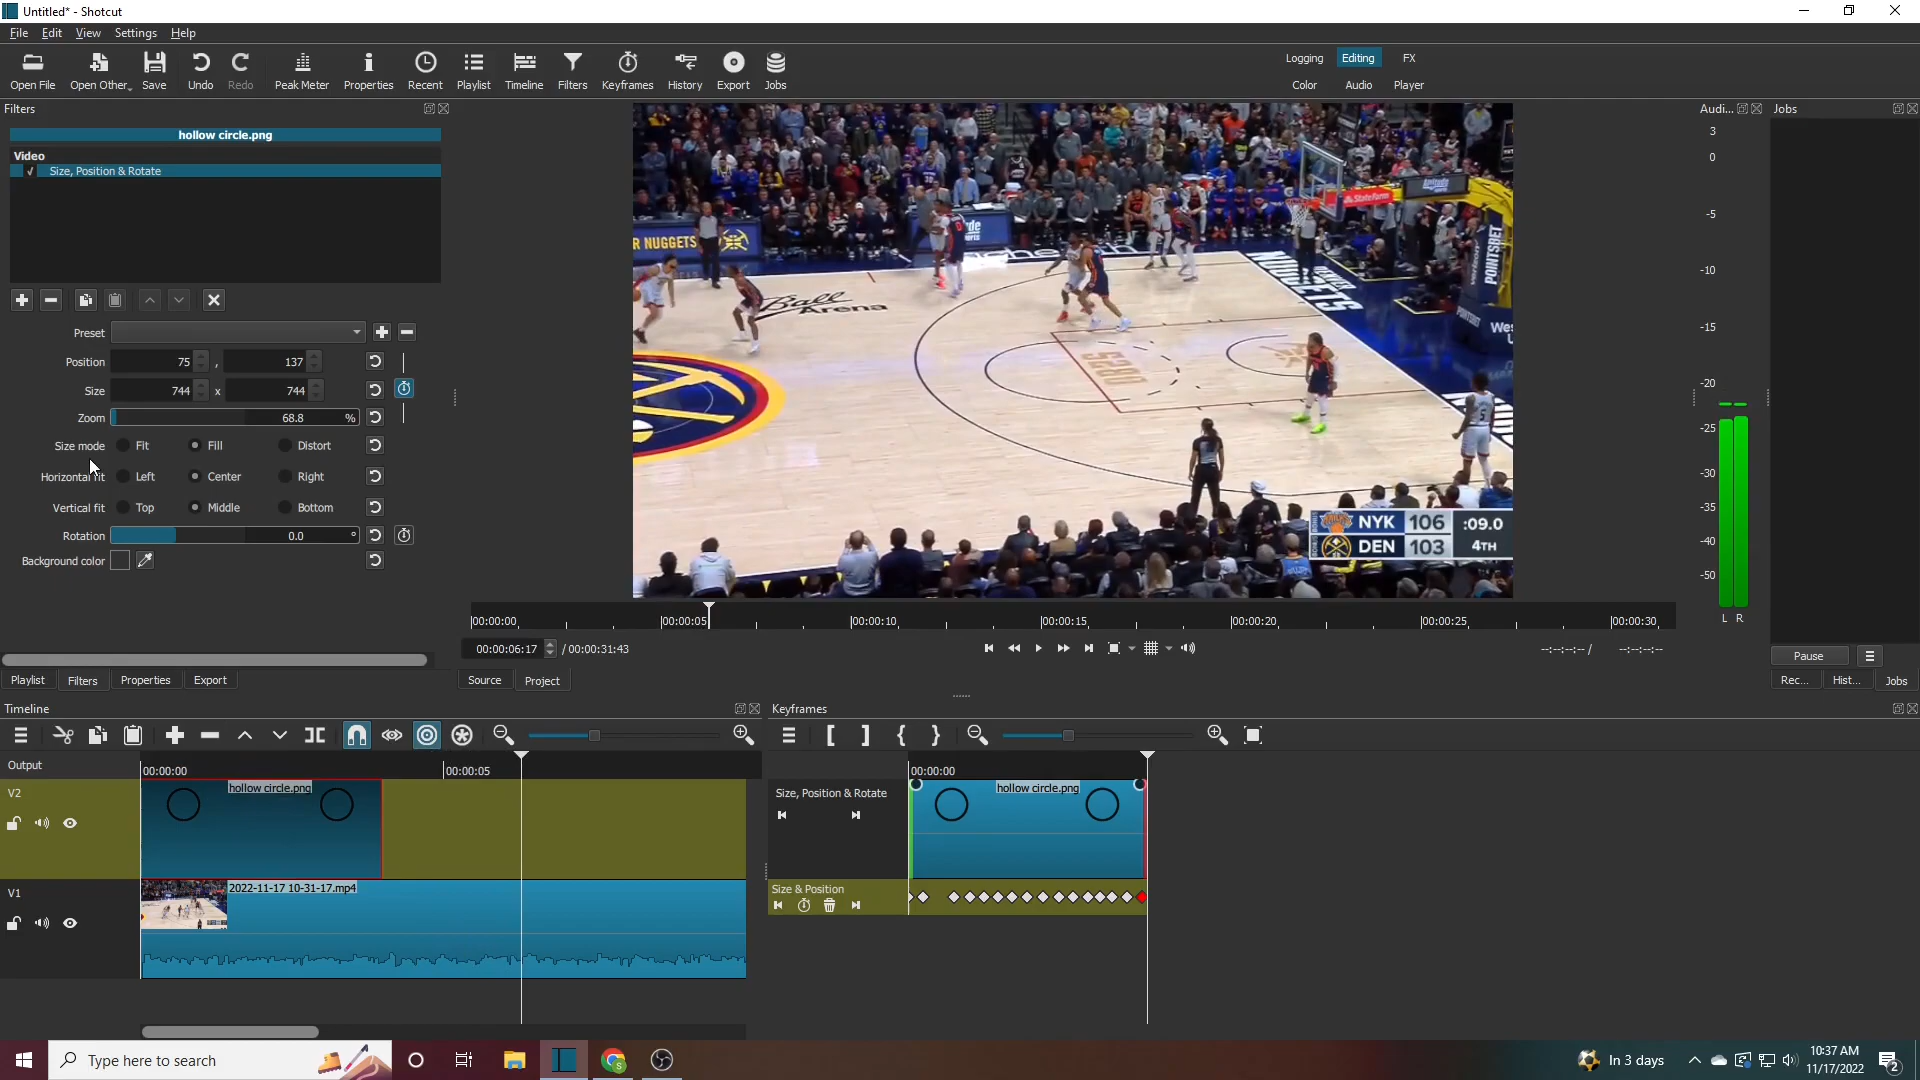 Untitled* - Shotcut
File Edit View Settings Help
Open File Open Other.. Save Undo Redo Peak Meter Properties Recent Playlist Timeline Filters Keyframes History Export Jobs
Logging Editing FX
Color Audio Player
Filters
hollow circle.png
Video
Size, Position & Rotate
Preset
Position 75 , 137
Size 744 x 744
Zoom 68.8 %
Size mode Fit Fill Distort
Horizontal fit Left Center Right
Vertical fit Top Middle Bottom
Rotation 0.0 °
Background color
Playlist Filters Properties Export
R NUGGETS
Ball
Arena
NUGGETS
StateForm
POINTSBET
verizon
Wes
NYK 106 :09.0
DEN 103 4TH
00:00:00 00:00:05 00:00:10 00:00:15 00:00:20 00:00:25 00:00:30
00:00:06:17 / 00:00:31:43
--:--:--:-- / --:--:--:--
Source Project
Audi...
3
0
-5
-10
-15
-20
-25
-30
-35
-40
-50
L R
Jobs
Pause
Rec... Hist... Jobs
Timeline
Output
00:00:00 00:00:05
V2
hollow circle.png
V1
2022-11-17 10-31-17.mp4
Keyframes
00:00:00
Size, Position & Rotate
hollow circle.png
Size & Position
Type here to search
In 3 days
10:37 AM
11/17/2022
2